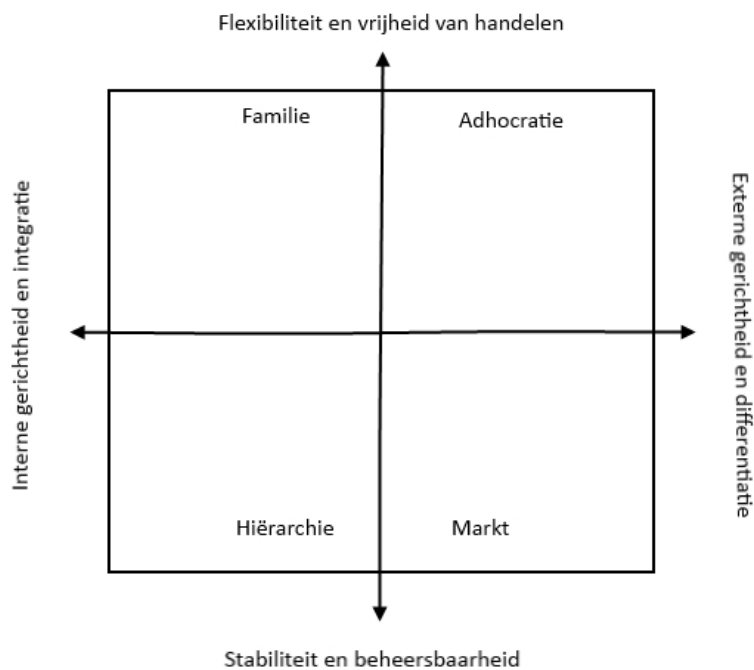 Flexibiliteit en vrijheid van handelen
Familie
Adhocratie
Interne gerichtheid en integratie
Externe gerichtheid en differentiatie
Hiërarchie
Markt
Stabiliteit en beheersbaarheid